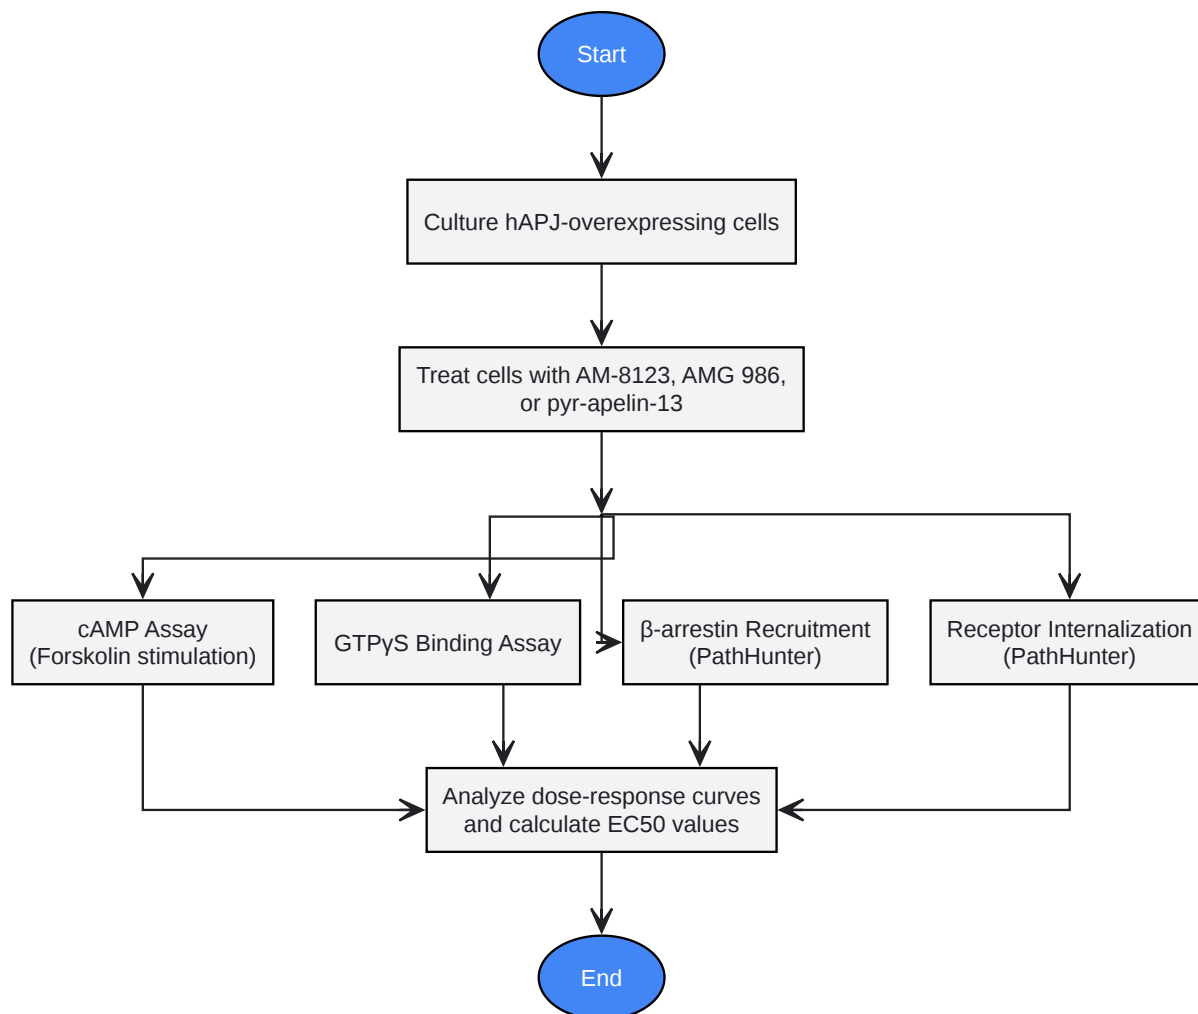 Start
Culture hAPJ-overexpressing cells
Treat cells with AM-8123, AMG 986,
or pyr-apelin-13
cAMP Assay
(Forskolin stimulation)
GTPγS Binding Assay
β-arrestin Recruitment
(PathHunter)
Receptor Internalization
(PathHunter)
Analyze dose-response curves
and calculate EC50 values
End